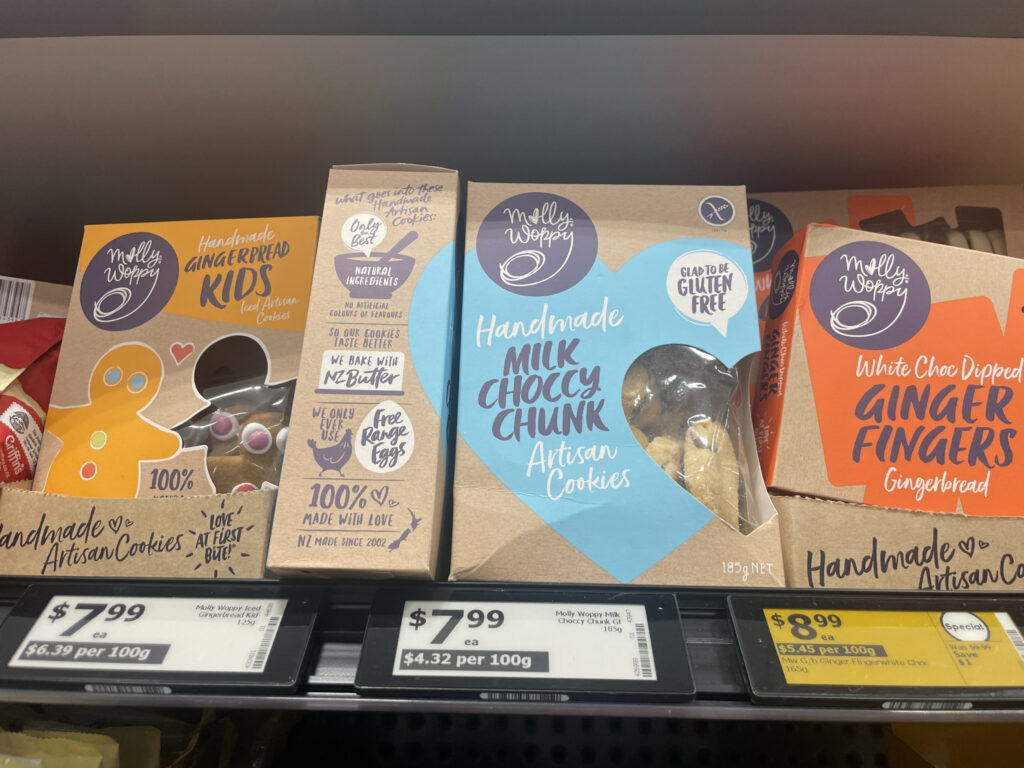 Molly
Woppy
Handmade
GINGERBREAD
KIDS
Iced Artisan
Cookies
100%
Griffin's
Handmade
Artisan Cookies
LOVE
AT FIRST
BITE!
What goes into these
Handmade
Artisan
Cookies:
Only
the
Best
NATURAL
INGREDIENTS
NO ARTIFICIAL
COLOURS OR FLAVOURS
SO OUR COOKIES
TASTE BETTER
WE BAKE WITH
NZ Butter
WE ONLY
EVER
USE
Free
Range
Eggs
100%
MADE WITH LOVE
NZ MADE SINCE 2002
Molly
Woppy
GLAD TO BE
GLUTEN
FREE
Handmade
MILK
CHOCCY
CHUNK
Artisan
Cookies
185g NET
Molly
Woppy
White Choc Dipped
GINGER
FINGERS
Gingerbread
Handmade
Artisan Co
$7.99
ea
$6.39 per 100g
Molly Woppy Iced
Gingerbread Kid
125g
$7.99
ea
$4.32 per 100g
Molly Woppy Milk
Choccy Chunk Gf
185g
$8.99
ea
$5.45 per 100g
Mw G/b Ginger Fingerwhite Choc
165g
Special
Was $9.99
Save
$1